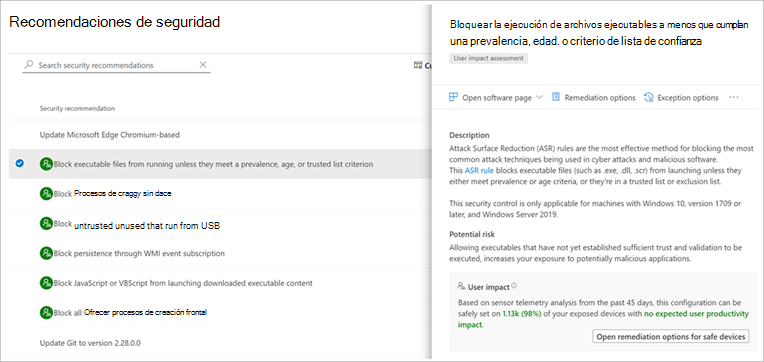 Recomendaciones de seguridad
Search security recommendations
Cu
Security recommendation
Update Microsoft Edge Chromium-based
Block executable files from running unless they meet a prevalence, age, or trusted list criterion
Block Procesos de craggy sin dace
Block untrusted unused that run from USB
Block persistence through WMI event subscription
Block JavaScript or VBScript from launching downloaded executable content
Block all Ofrecer procesos de creación frontal
Update Git to version 2.28.0.0
Bloquear la ejecución de archivos ejecutables a menos que cumplan
una prevalencia, edad. o criterio de lista de confianza
User impact assessment
Open software page
Remediation options
Exception options
Description
Attack Surface Reduction (ASR) rules are the most effective method for blocking the most
common attack techniques being used in cyber attacks and malicious software.
This ASR rule blocks executable files (such as .exe, .dll, .scr) from launching unless they
either meet prevalence or age criteria, or they're in a trusted list or exclusion list.
This security control is only applicable for machines with Windows 10, version 1709 or
later, and Windows Server 2019.
Potential risk
Allowing executables that have not yet established sufficient trust and validation to be
executed, increases your exposure to potentially malicious applications.
User impact
Based on sensor telemetry analysis from the past 45 days, this configuration can be
safely set on 1.13k (98%) of your exposed devices with no expected user productivity
impact.
Open remediation options for safe devices